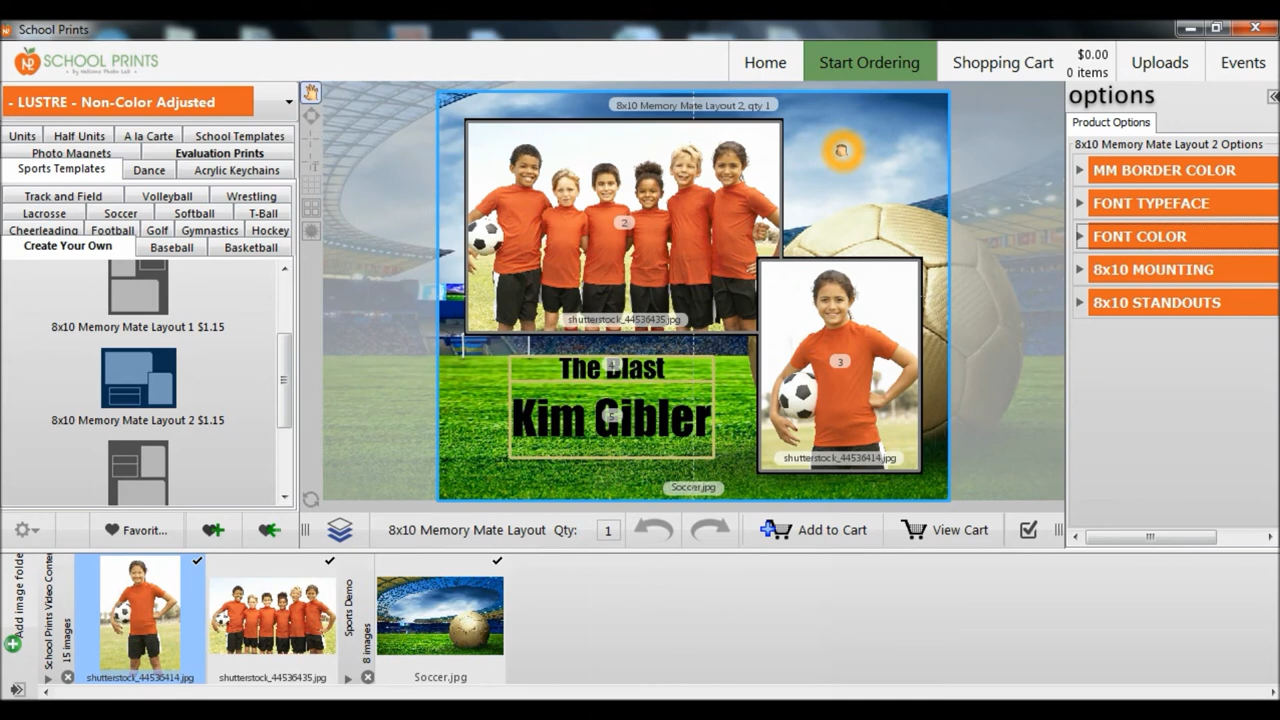 School Prints
SCHOOL PRINTS
Home
Start Ordering
Shopping Cart
$0.00
0 items
Uploads
Events
- LUSTRE - Non-Color Adjusted
Units
Half Units
A la Carte
School Templates
Photo Magnets
Evaluation Prints
Sports Templates
Dance
Acrylic Keychains
Track and Field
Volleyball
Wrestling
Lacrosse
Soccer
Softball
T-Ball
Cheerleading
Football
Golf
Gymnastics
Hockey
Create Your Own
Baseball
Basketball
8x10 Memory Mate Layout 1 $1.15
8x10 Memory Mate Layout 2 $1.15
Favorit...
8x10 Memory Mate Layout 2, qty 1
2
shutterstock_44536435.jpg
3
shutterstock_44536414.jpg
The Blast
4
Kim Gibler
5
Soccer.jpg
8x10 Memory Mate Layout
Qty:
1
Add to Cart
View Cart
options
Product Options
8x10 Memory Mate Layout 2 Options
MM BORDER COLOR
FONT TYPEFACE
FONT COLOR
8x10 MOUNTING
8x10 STANDOUTS
Add image folde
School Prints Video Conten
15 images
shutterstock_44536414.jpg
shutterstock_44536435.jpg
Sports Demo
8 images
Soccer.jpg